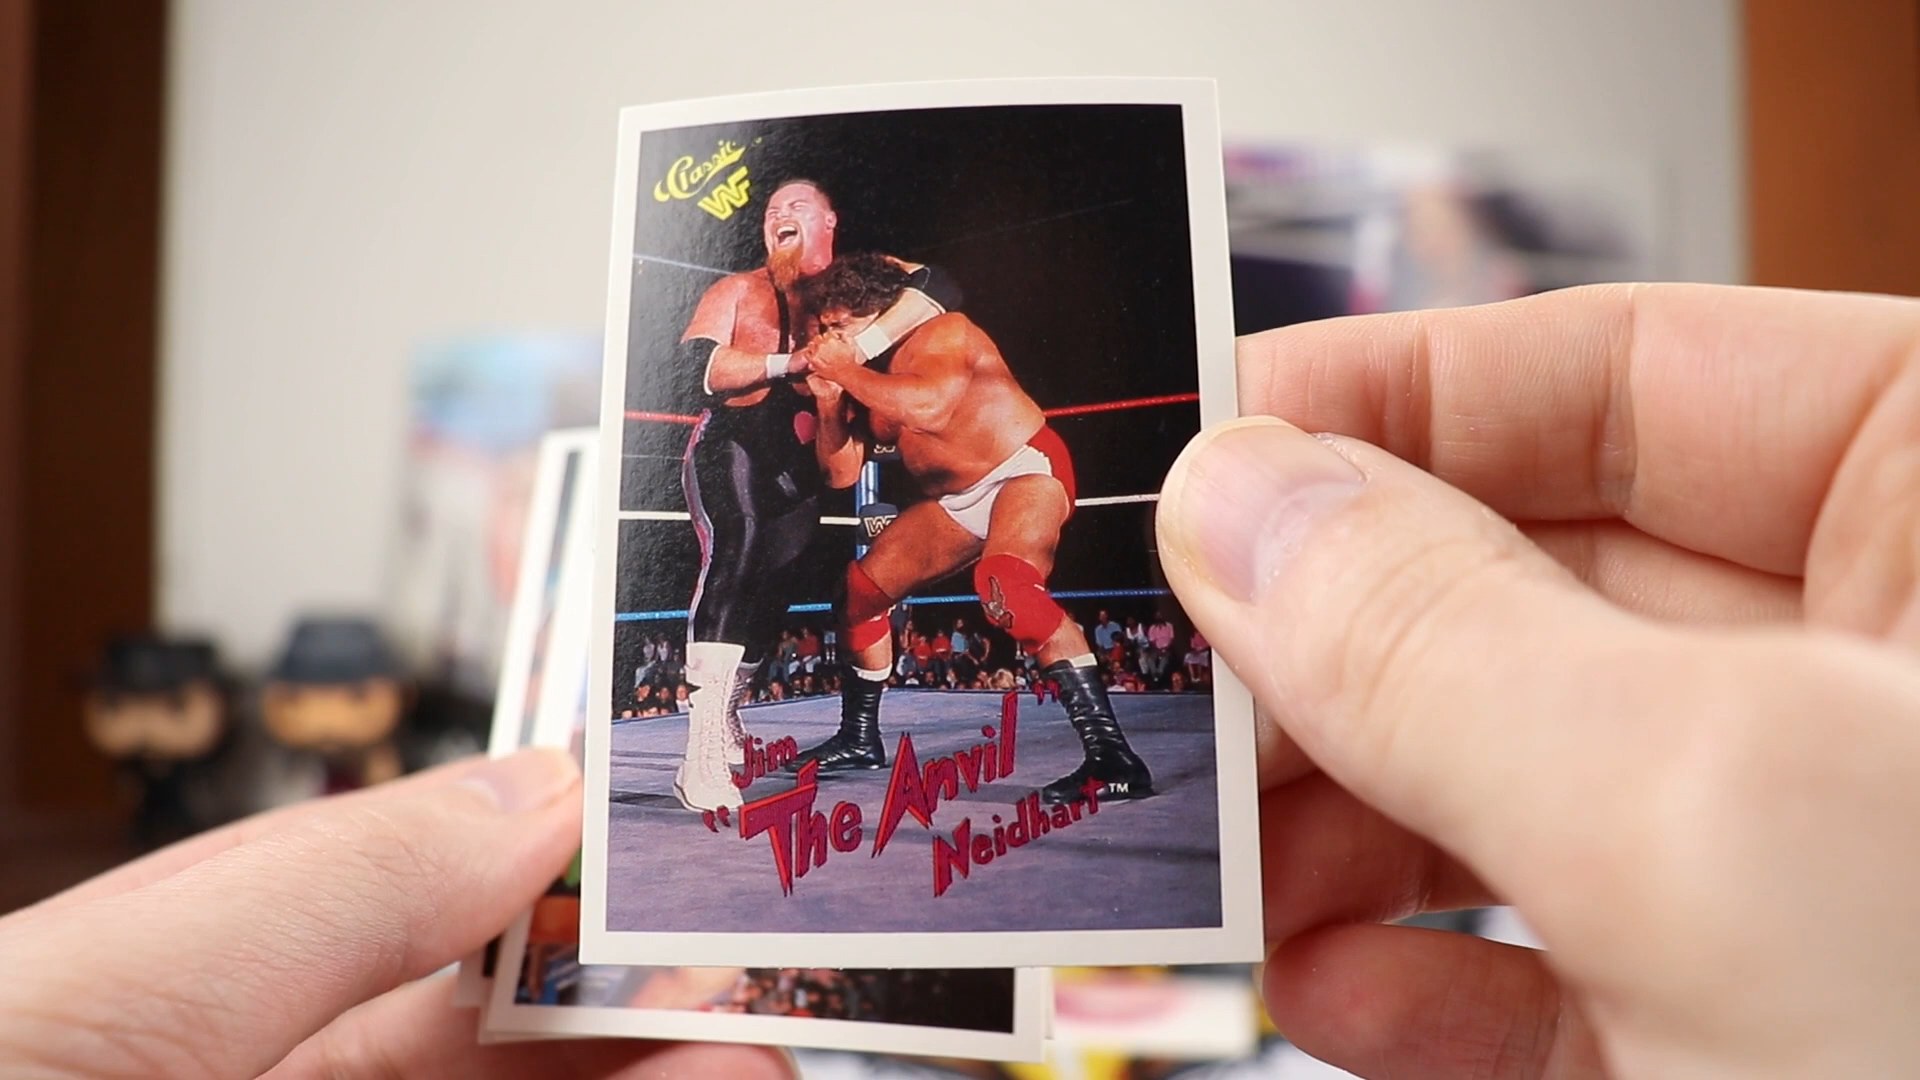 Classic
WF
W
Jim
"The Anvil"
Neidhart™